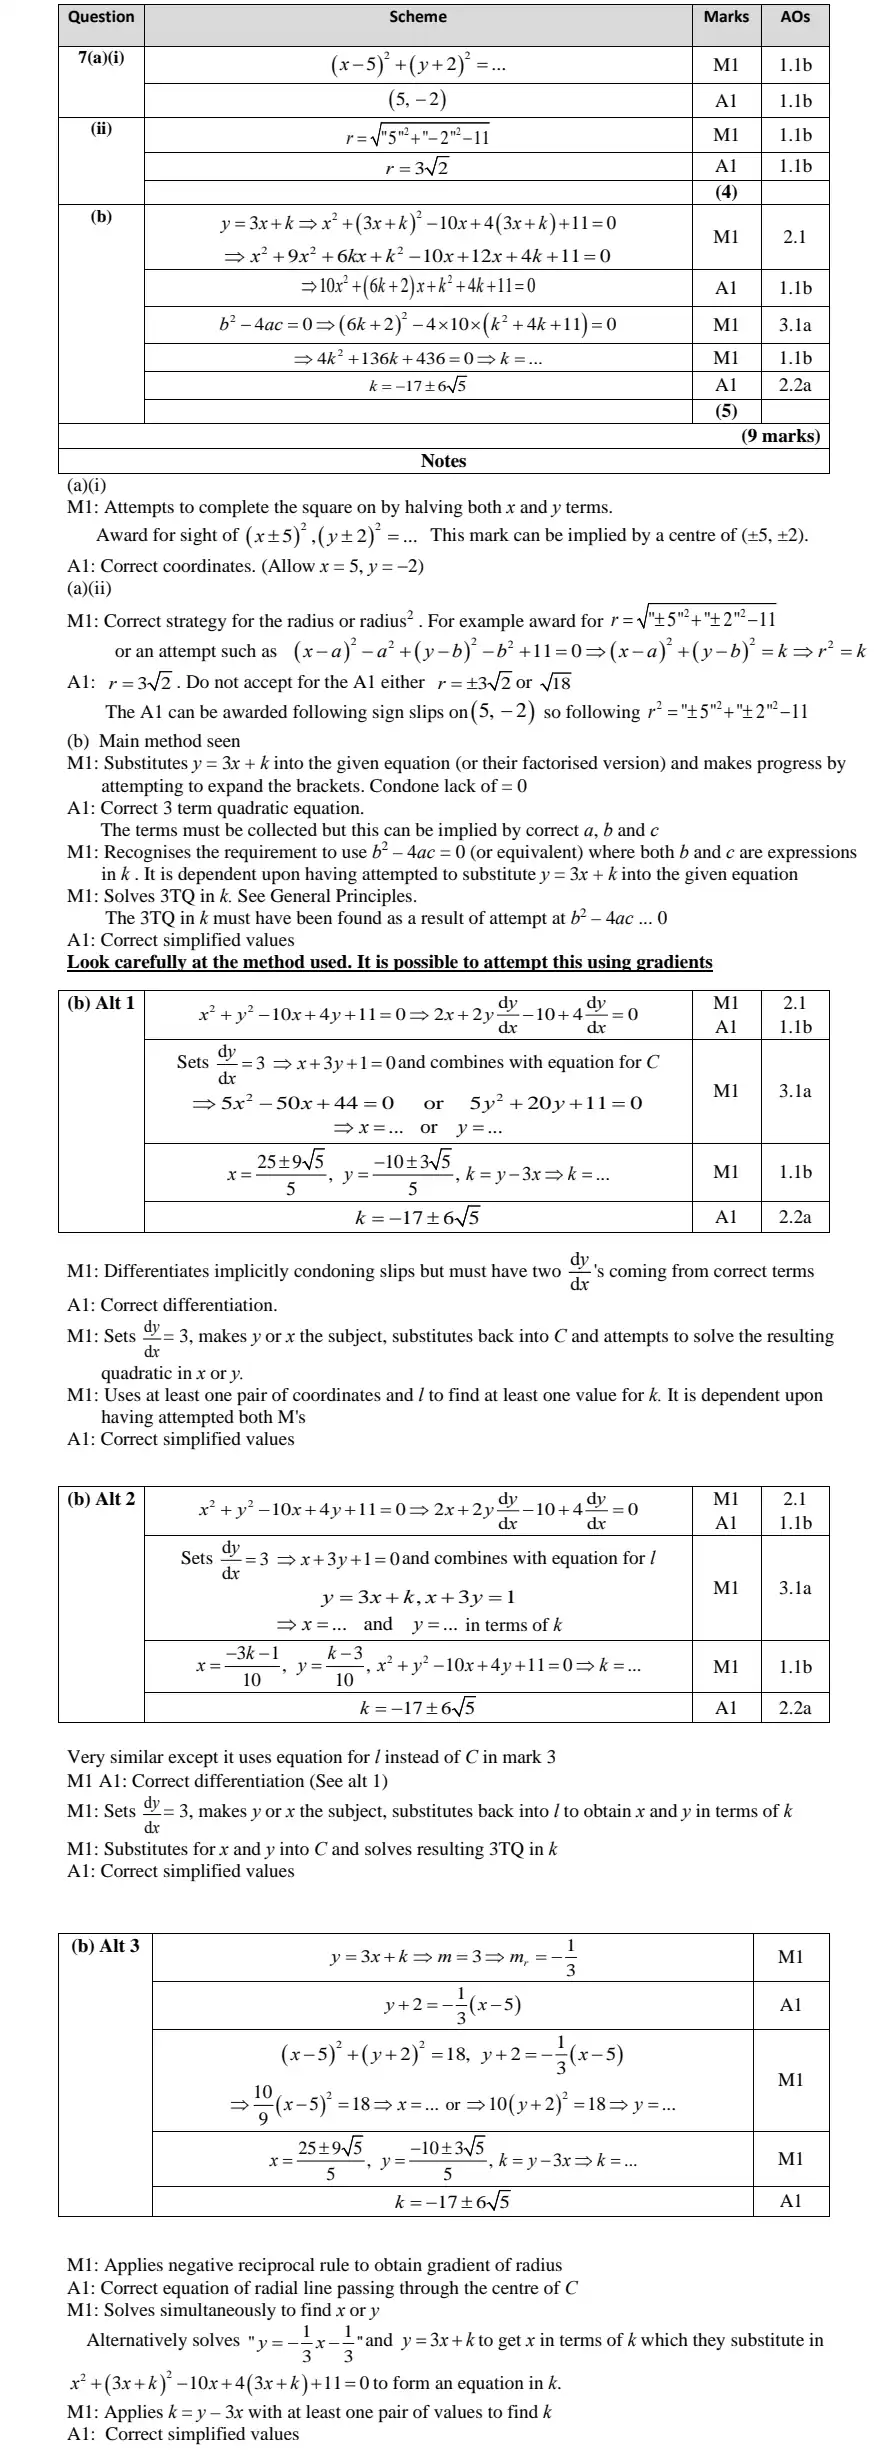 Question Scheme Marks AOs
7(a)(i) (x−5)² + (y+2)² = ... M1 1.1b
(5, −2) A1 1.1b
(ii) r = √("5"² + "−2"² −11) M1 1.1b
r = 3√2 A1 1.1b
(4)
(b) y = 3x + k ⇒ x² + (3x+k)² −10x + 4(3x+k) +11 = 0
⇒ x² + 9x² + 6kx + k² −10x +12x + 4k +11 = 0 M1 2.1
⇒ 10x² + (6k+2)x + k² + 4k +11 = 0 A1 1.1b
b² − 4ac = 0 ⇒ (6k+2)² − 4×10×(k² + 4k +11) = 0 M1 3.1a
⇒ 4k² +136k + 436 = 0 ⇒ k = ... M1 1.1b
k = −17 ± 6√5 A1 2.2a
(5)
(9 marks)
Notes
(a)(i)
M1: Attempts to complete the square on by halving both x and y terms.
Award for sight of (x ± 5)², (y ± 2)² = ... This mark can be implied by a centre of (±5, ±2).
A1: Correct coordinates. (Allow x = 5, y = −2)
(a)(ii)
M1: Correct strategy for the radius or radius² . For example award for r = √("±5"² + "±2"² −11)
or an attempt such as (x − a)² − a² + (y − b)² − b² +11 = 0 ⇒ (x − a)² + (y − b)² = k ⇒ r² = k
A1: r = 3√2 . Do not accept for the A1 either r = ±3√2 or √18
The A1 can be awarded following sign slips on (5, −2) so following r² = "±5"² + "±2"² −11
(b) Main method seen
M1: Substitutes y = 3x + k into the given equation (or their factorised version) and makes progress by
attempting to expand the brackets. Condone lack of = 0
A1: Correct 3 term quadratic equation.
The terms must be collected but this can be implied by correct a, b and c
M1: Recognises the requirement to use b² – 4ac = 0 (or equivalent) where both b and c are expressions
in k . It is dependent upon having attempted to substitute y = 3x + k into the given equation
M1: Solves 3TQ in k. See General Principles.
The 3TQ in k must have been found as a result of attempt at b² – 4ac ... 0
A1: Correct simplified values
Look carefully at the method used. It is possible to attempt this using gradients
(b) Alt 1 x² + y² −10x + 4y +11 = 0 ⇒ 2x + 2y dy/dx −10 + 4 dy/dx = 0 M1 2.1
A1 1.1b
Sets dy/dx = 3 ⇒ x + 3y +1 = 0 and combines with equation for C
⇒ 5x² − 50x + 44 = 0 or 5y² + 20y +11 = 0 M1 3.1a
⇒ x = ... or y = ...
x = (25 ± 9√5)/5, y = (−10 ± 3√5)/5, k = y − 3x ⇒ k = ... M1 1.1b
k = −17 ± 6√5 A1 2.2a
M1: Differentiates implicitly condoning slips but must have two dy/dx 's coming from correct terms
A1: Correct differentiation.
M1: Sets dy/dx = 3, makes y or x the subject, substitutes back into C and attempts to solve the resulting
quadratic in x or y.
M1: Uses at least one pair of coordinates and l to find at least one value for k. It is dependent upon
having attempted both M's
A1: Correct simplified values
(b) Alt 2 x² + y² −10x + 4y +11 = 0 ⇒ 2x + 2y dy/dx −10 + 4 dy/dx = 0 M1 2.1
A1 1.1b
Sets dy/dx = 3 ⇒ x + 3y +1 = 0 and combines with equation for l
y = 3x + k, x + 3y = 1 M1 3.1a
⇒ x = ... and y = ... in terms of k
x = (−3k −1)/10, y = (k − 3)/10, x² + y² −10x + 4y +11 = 0 ⇒ k = ... M1 1.1b
k = −17 ± 6√5 A1 2.2a
Very similar except it uses equation for l instead of C in mark 3
M1 A1: Correct differentiation (See alt 1)
M1: Sets dy/dx = 3, makes y or x the subject, substitutes back into l to obtain x and y in terms of k
M1: Substitutes for x and y into C and solves resulting 3TQ in k
A1: Correct simplified values
(b) Alt 3 y = 3x + k ⇒ m = 3 ⇒ mᵣ = −1/3 M1
y + 2 = −1/3 (x − 5) A1
(x − 5)² + (y + 2)² = 18, y + 2 = −1/3 (x − 5) M1
⇒ 10/9 (x − 5)² = 18 ⇒ x = ... or ⇒ 10(y + 2)² = 18 ⇒ y = ...
x = (25 ± 9√5)/5, y = (−10 ± 3√5)/5, k = y − 3x ⇒ k = ... M1
k = −17 ± 6√5 A1
M1: Applies negative reciprocal rule to obtain gradient of radius
A1: Correct equation of radial line passing through the centre of C
M1: Solves simultaneously to find x or y
Alternatively solves "y = −1/3 x − 1/3" and y = 3x + k to get x in terms of k which they substitute in
x² + (3x + k)² −10x + 4(3x + k) +11 = 0 to form an equation in k.
M1: Applies k = y – 3x with at least one pair of values to find k
A1: Correct simplified values